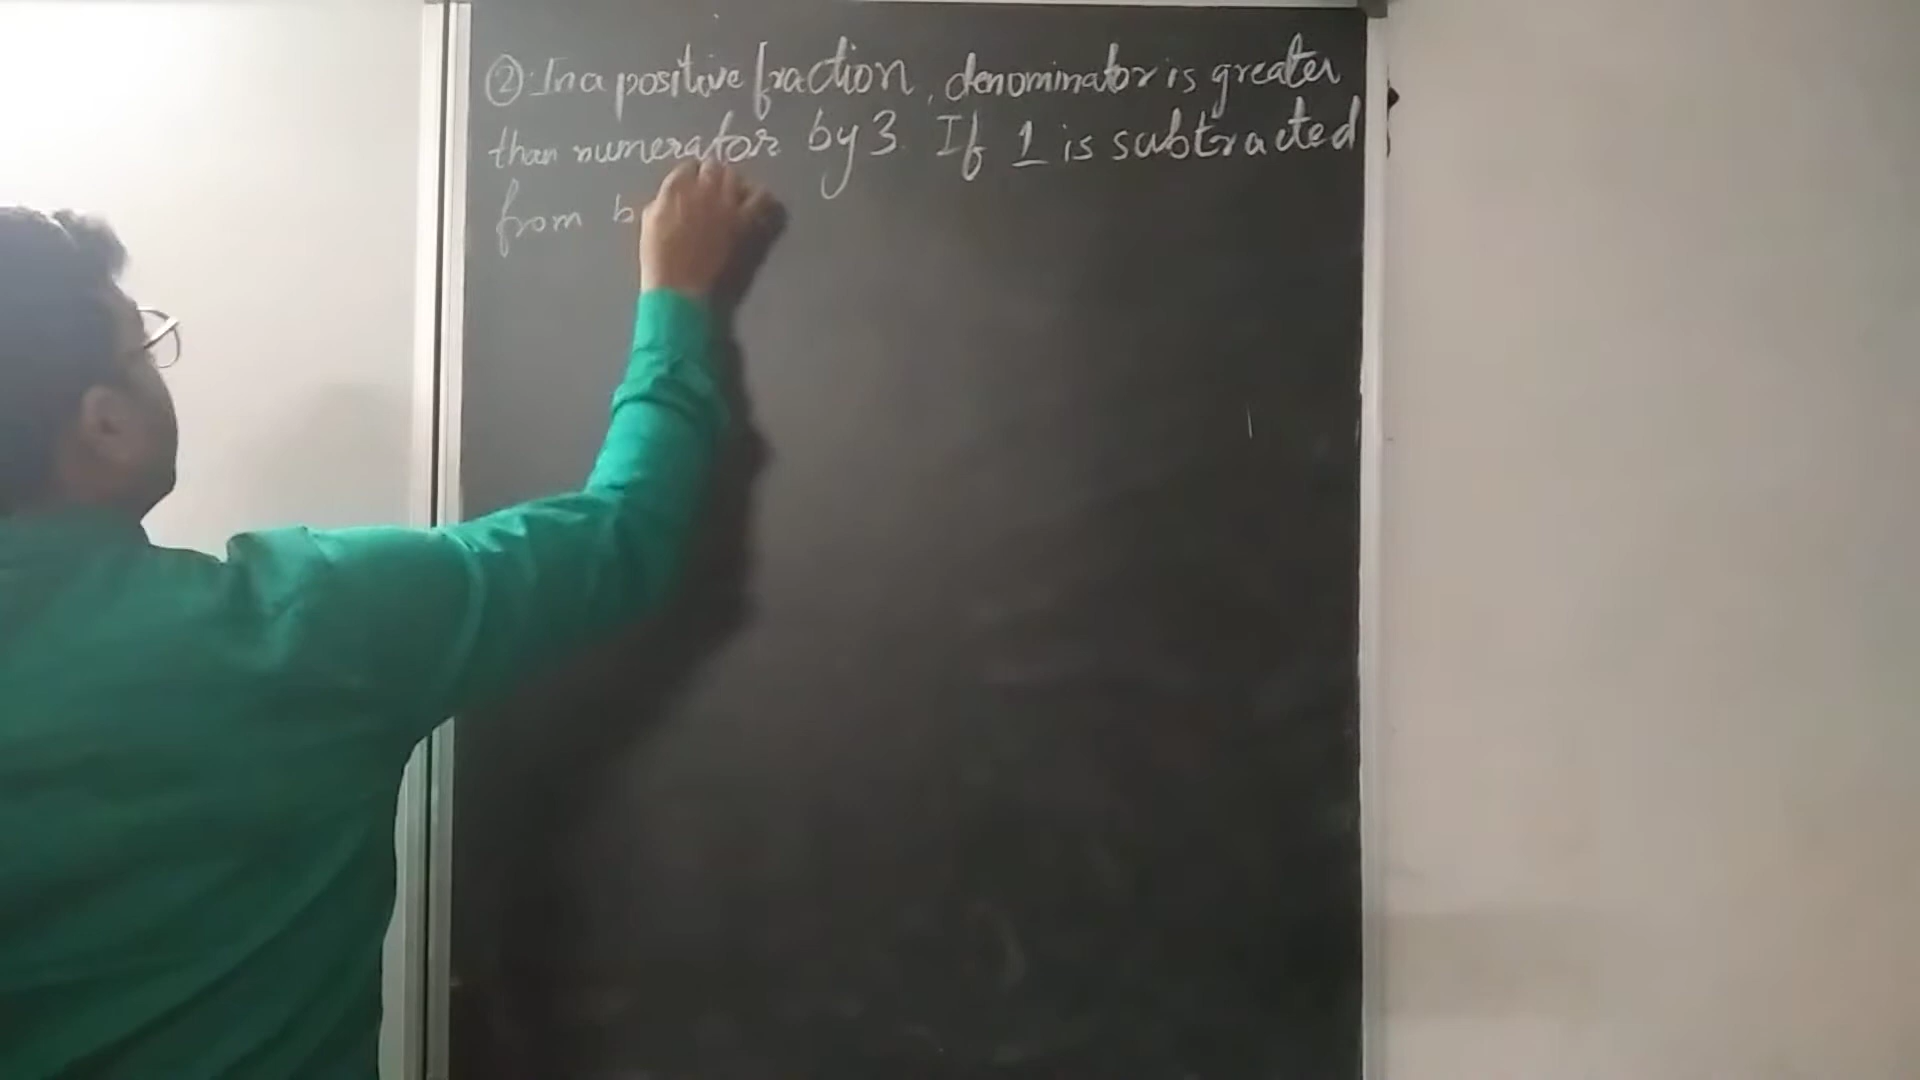 ② In a positive fraction, denominator is greater
than numerator by 3. If 1 is subtracted
from b